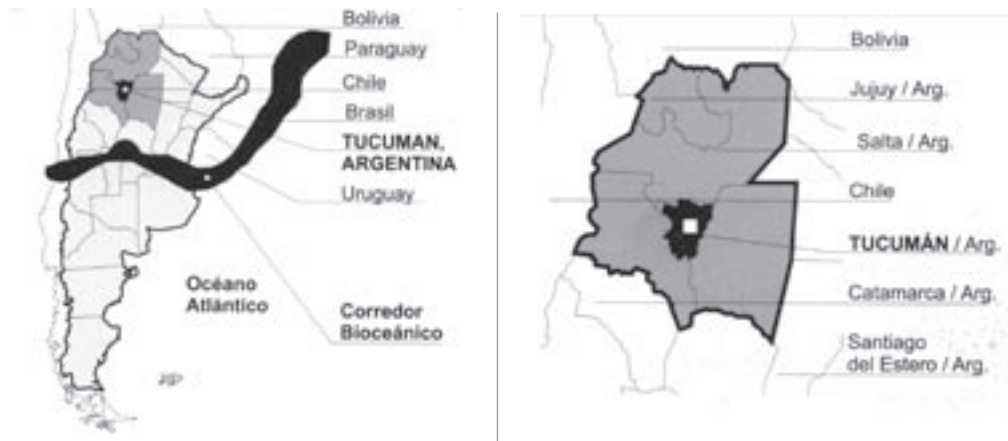 Bolivia
Paraguay
Chile
Brasil
TUCUMAN.
ARGENTINA
Uruguay
Océano
Atlántico
Corredor
Bioceánico
Bolivia
Jujuy / Arg.
Salta / Arg.
Chile
TUCUMÁN / Arg.
Catamarca / Arg.
Santiago
del Estero / Arg.